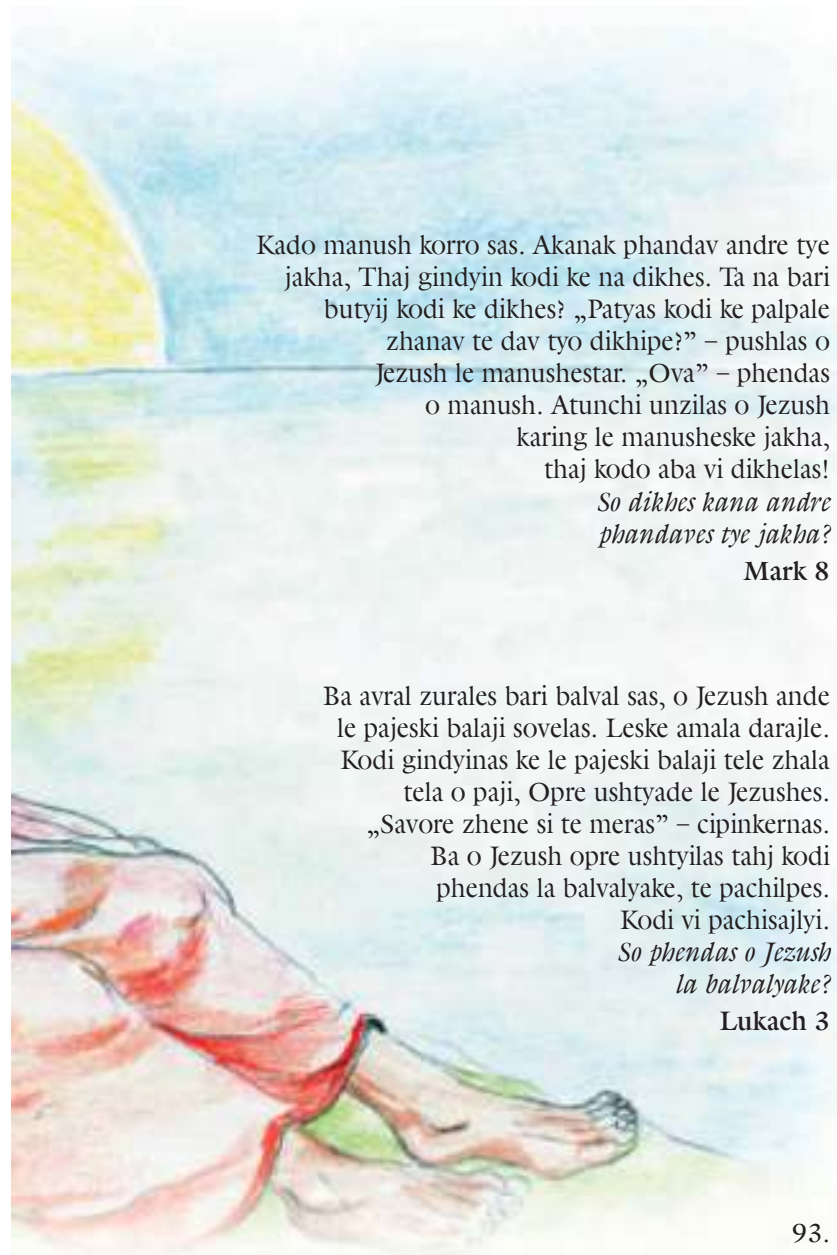 Kado manush korro sas. Akanak phandav andre tye
jakha, Thaj gindyin kodi ke na dikhes. Ta na bari
butyij kodi ke dikhes? „Patyas kodi ke palpale
zhanav te dav tyo dikhipe?” – pushlas o
Jezush le manushestar. „Ova” – phendas
o manush. Atunchi unzilas o Jezush
karing le manusheske jakha,
thaj kodo aba vi dikhelas!
So dikhes kana andre
phandaves tye jakha?
Mark 8
Ba avral zurales bari balval sas, o Jezush ande
le pajeski balaji sovelas. Leske amala darajle.
Kodi gindyinas ke le pajeski balaji tele zhala
tela o paji, Opre ushtyade le Jezushes.
„Savore zhene si te meras” – cipinkernas.
Ba o Jezush opre ushtyilas tahj kodi
phendas la balvalyake, te pachilpes.
Kodi vi pachisajlyi.
So phendas o Jezush
la balvalyake?
Lukach 3
93.